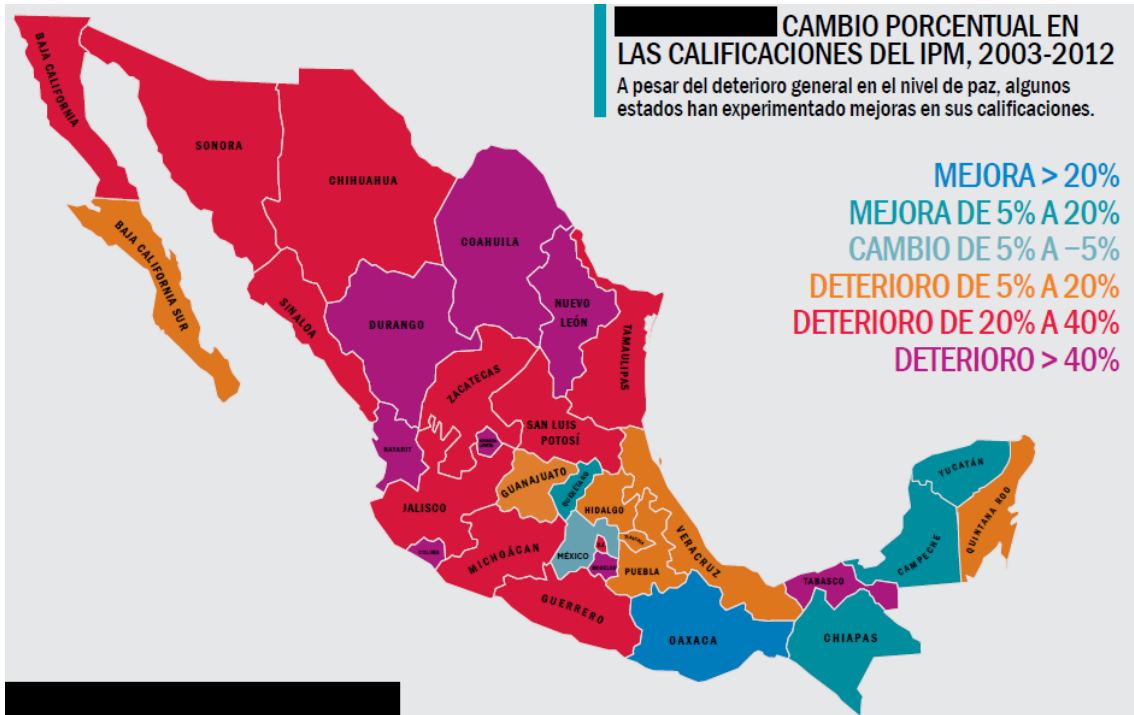 CAMBIO PORCENTUAL EN
LAS CALIFICACIONES DEL IPM, 2003-2012
A pesar del deterioro general en el nivel de paz, algunos
estados han experimentado mejoras en sus calificaciones.
MEJORA > 20%
MEJORA DE 5% A 20%
CAMBIO DE 5% A –5%
DETERIORO DE 5% A 20%
DETERIORO DE 20% A 40%
DETERIORO > 40%
BAJA CALIFORNIA
SONORA
CHIHUAHUA
COAHUILA
BAJA CALIFORNIA SUR
SINALOA
DURANGO
NUEVO
LEÓN
TAMAULIPAS
ZACATECAS
SAN LUIS
POTOSÍ
NAYARIT
GUANAJUATO
QUERÉTARO
HIDALGO
JALISCO
COLIMA
MICHOACÁN
MÉXICO
PUEBLA
VERACRUZ
GUERRERO
OAXACA
TABASCO
CHIAPAS
CAMPECHE
YUCATÁN
QUINTANA ROO